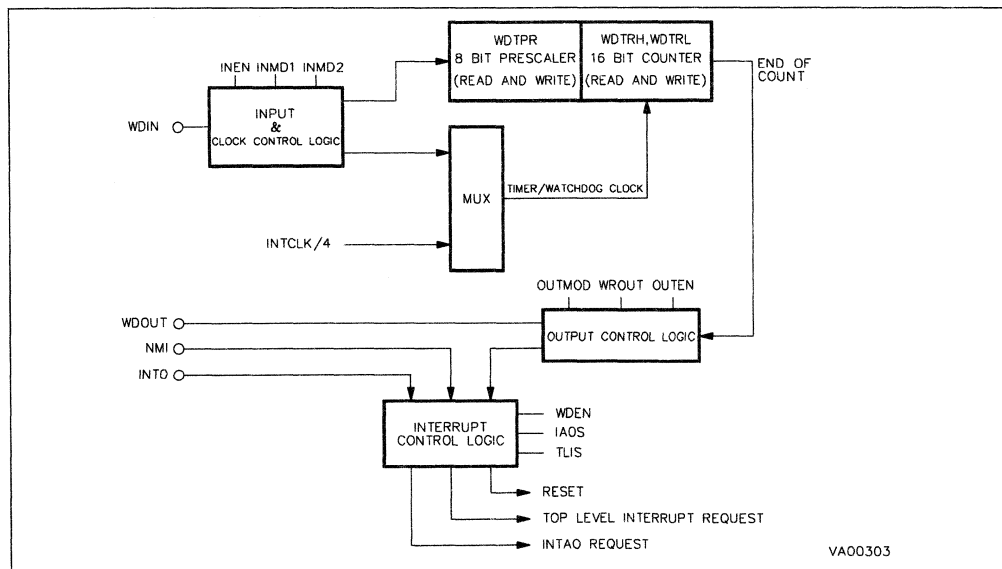 WDTPR
8 BIT PRESCALER
(READ AND WRITE)
WDTRH,WDTRL
16 BIT COUNTER
(READ AND WRITE)
END OF
COUNT
INEN INMD1 INMD2
INPUT
&
CLOCK CONTROL LOGIC
WDIN
MUX
TIMER/WATCHDOG CLOCK
INTCLK/4
OUTMOD WROUT OUTEN
WDOUT
OUTPUT CONTROL LOGIC
NMI
INT0
INTERRUPT
CONTROL LOGIC
WDEN
IA0S
TLIS
RESET
TOP LEVEL INTERRUPT REQUEST
INTA0 REQUEST
VA00303